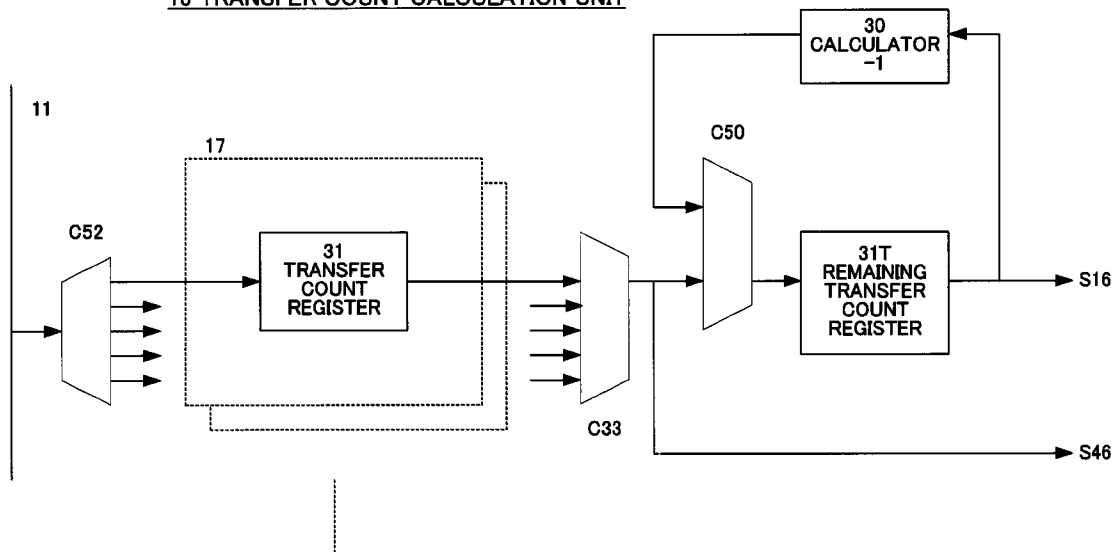 16 TRANSFER COUNT CALCULATION UNIT
30
CALCULATOR
-1
11
17
C50
C52
31
TRANSFER
COUNT
REGISTER
31T
REMAINING
TRANSFER
COUNT
REGISTER
S16
C33
S46